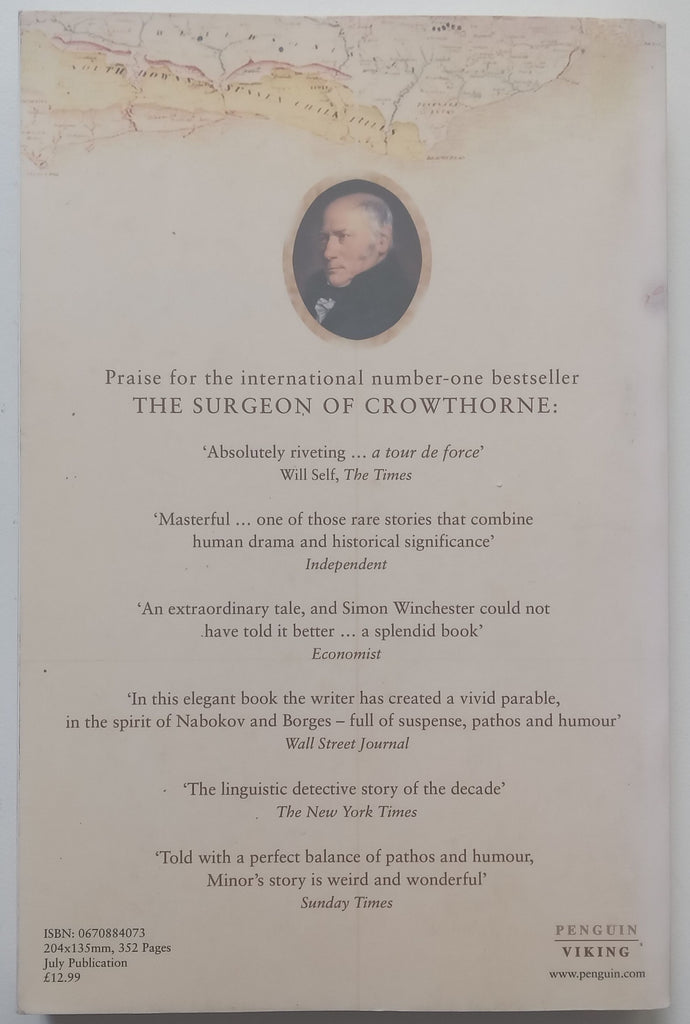 SOUTH DOWNS
SUSSEX CHALK HILLS
Praise for the international number-one bestseller
THE SURGEON OF CROWTHORNE:
‘Absolutely riveting … a tour de force’
Will Self, The Times
‘Masterful … one of those rare stories that combine
human drama and historical significance’
Independent
‘An extraordinary tale, and Simon Winchester could not
have told it better … a splendid book’
Economist
‘In this elegant book the writer has created a vivid parable,
in the spirit of Nabokov and Borges – full of suspense, pathos and humour’
Wall Street Journal
‘The linguistic detective story of the decade’
The New York Times
‘Told with a perfect balance of pathos and humour,
Minor’s story is weird and wonderful’
Sunday Times
ISBN: 0670884073
204x135mm, 352 Pages
July Publication
£12.99
PENGUIN
VIKING
www.penguin.com